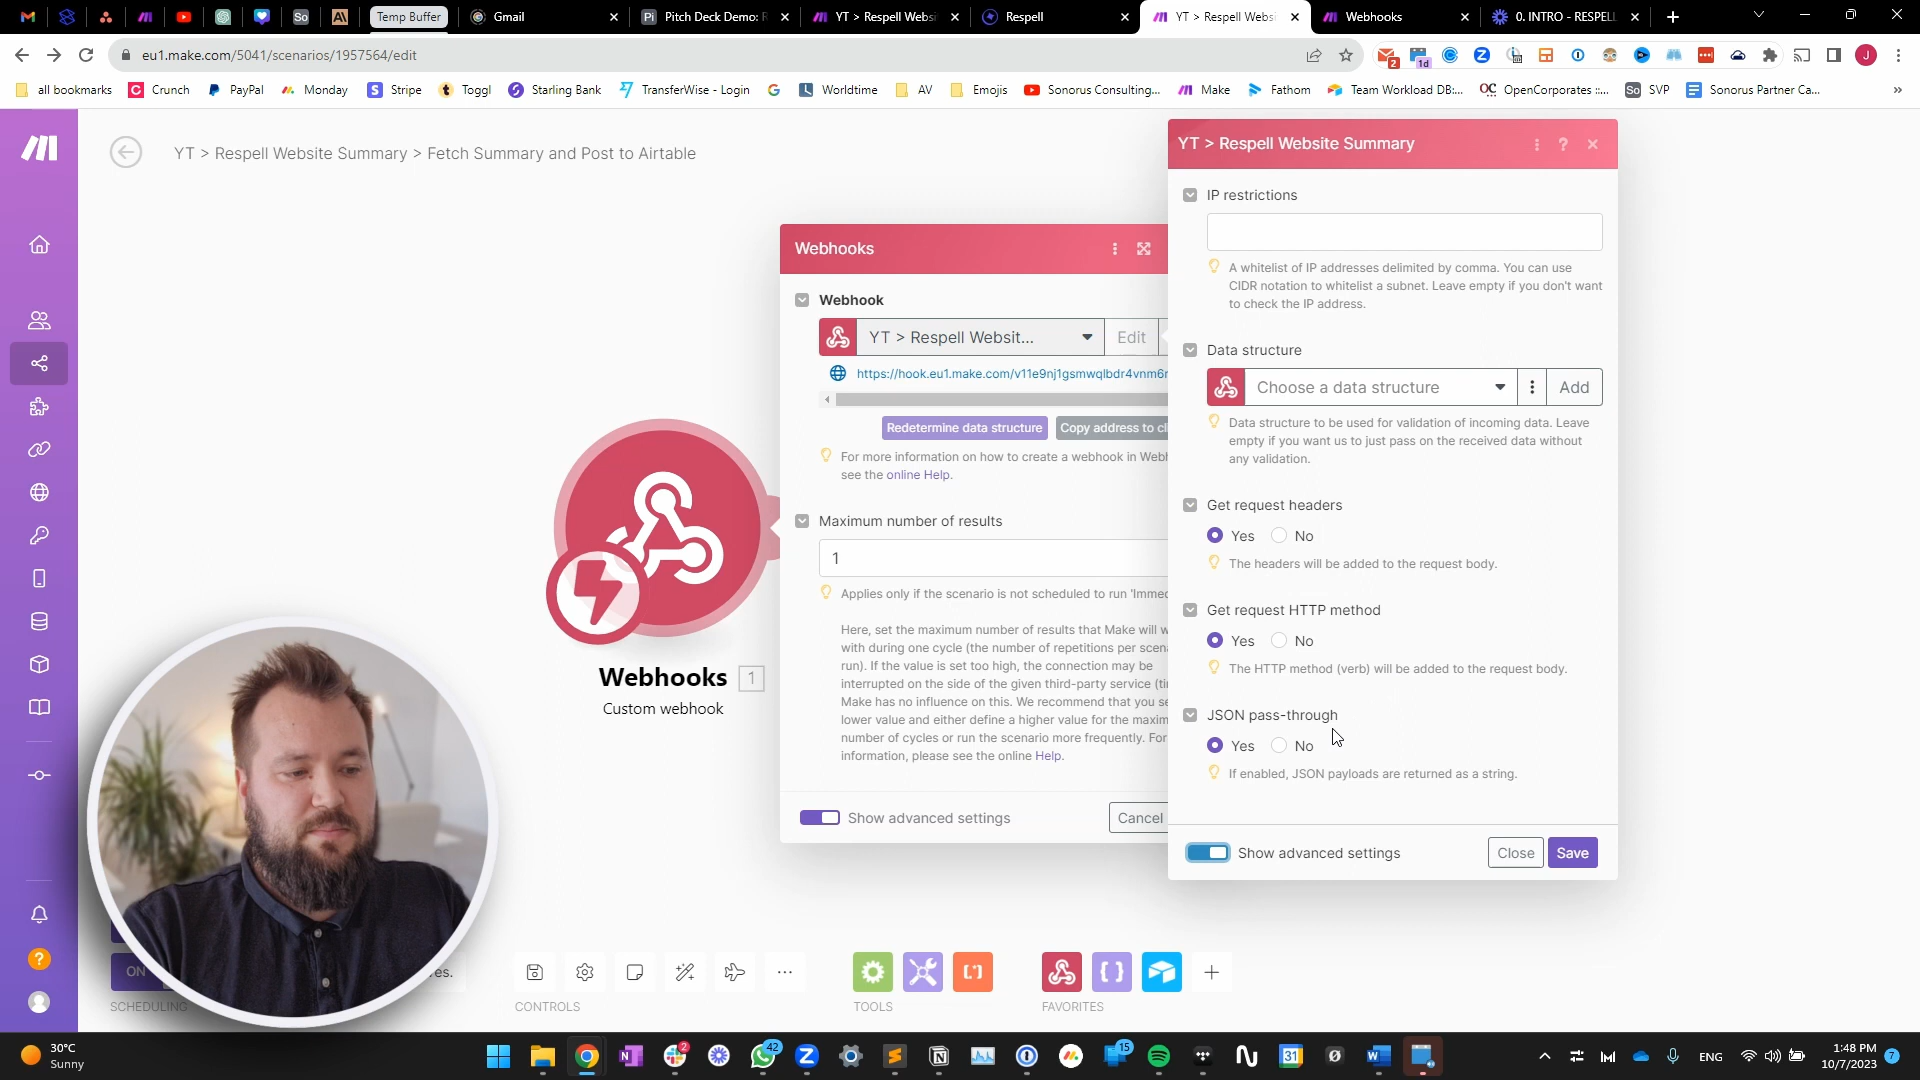 Temp Buffer
Gmail
Pitch Deck Demo: R
YT > Respell Websi
Respell
YT > Respell Websi
Webhooks
0. INTRO - RESPELL
eu1.make.com/5041/scenarios/1957564/edit
all bookmarks
Crunch
PayPal
Monday
Stripe
Toggl
Starling Bank
TransferWise - Login
Worldtime
AV
Emojis
Sonorus Consulting...
Make
Fathom
Team Workload DB:...
OpenCorporates ::...
SVP
Sonorus Partner Ca...
YT > Respell Website Summary > Fetch Summary and Post to Airtable
Webhooks
Webhook
YT > Respell Websit...
Edit
https://hook.eu1.make.com/v11e9nj1gsmwqlbdr4vnm6r
Redetermine data structure
Copy address to cli
For more information on how to create a webhook in Webh
see the online Help.
Maximum number of results
1
Applies only if the scenario is not scheduled to run 'Immed
Here, set the maximum number of results that Make will w
with during one cycle (the number of repetitions per scena
run). If the value is set too high, the connection may be
interrupted on the side of the given third-party service (ti
Make has no influence on this. We recommend that you se
lower value and either define a higher value for the maxim
number of cycles or run the scenario more frequently. For
information, please see the online Help.
Show advanced settings
Cancel
YT > Respell Website Summary
IP restrictions
A whitelist of IP addresses delimited by comma. You can use
CIDR notation to whitelist a subnet. Leave empty if you don't want
to check the IP address.
Data structure
Choose a data structure
Add
Data structure to be used for validation of incoming data. Leave
empty if you want us to just pass on the received data without
any validation.
Get request headers
Yes No
The headers will be added to the request body.
Get request HTTP method
Yes No
The HTTP method (verb) will be added to the request body.
JSON pass-through
Yes No
If enabled, JSON payloads are returned as a string.
Show advanced settings
Close
Save
Webhooks 1
Custom webhook
ON
es.
SCHEDULING
CONTROLS
TOOLS
FAVORITES
30°C
Sunny
ENG
1:48 PM
10/7/2023